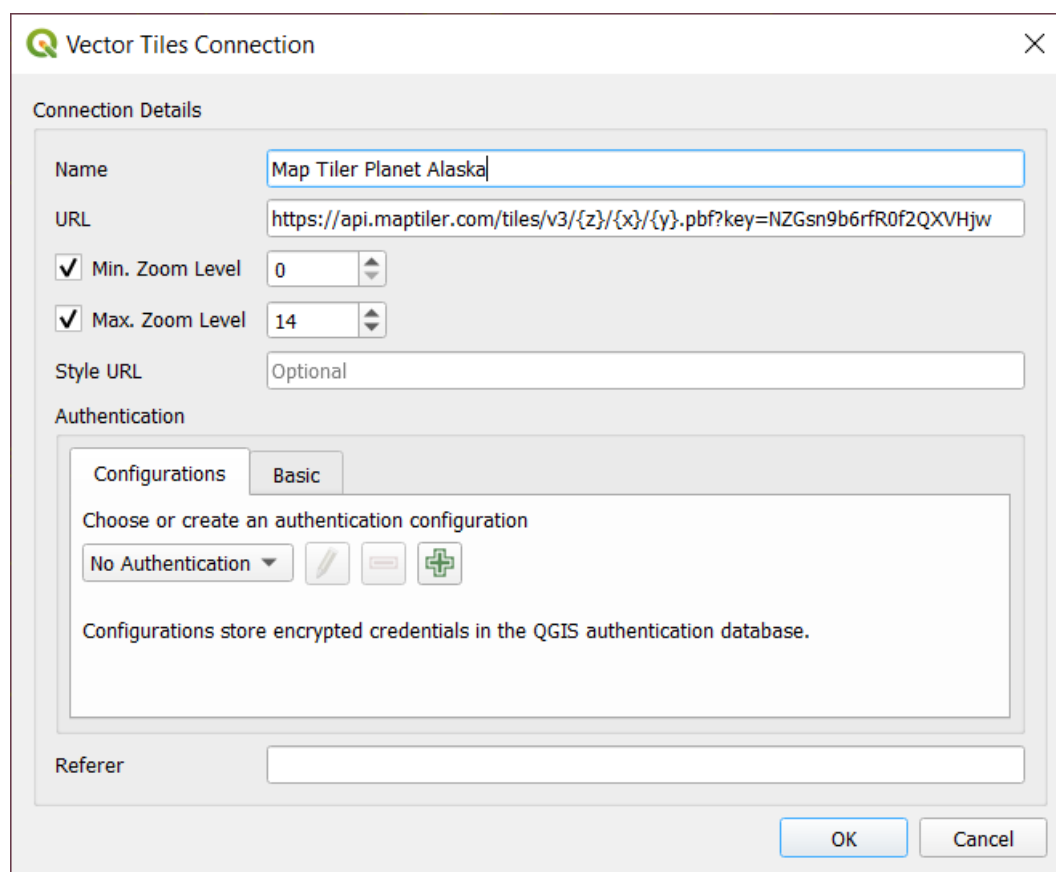 Vector Tiles Connection
Connection Details
Name
Map Tiler Planet Alaska
URL
https://api.maptiler.com/tiles/v3/{z}/{x}/{y}.pbf?key=NZGsn9b6rfR0f2QXVHjw
Min. Zoom Level
0
Max. Zoom Level
14
Style URL
Optional
Authentication
Configurations
Basic
Choose or create an authentication configuration
No Authentication
Configurations store encrypted credentials in the QGIS authentication database.
Referer
OK
Cancel